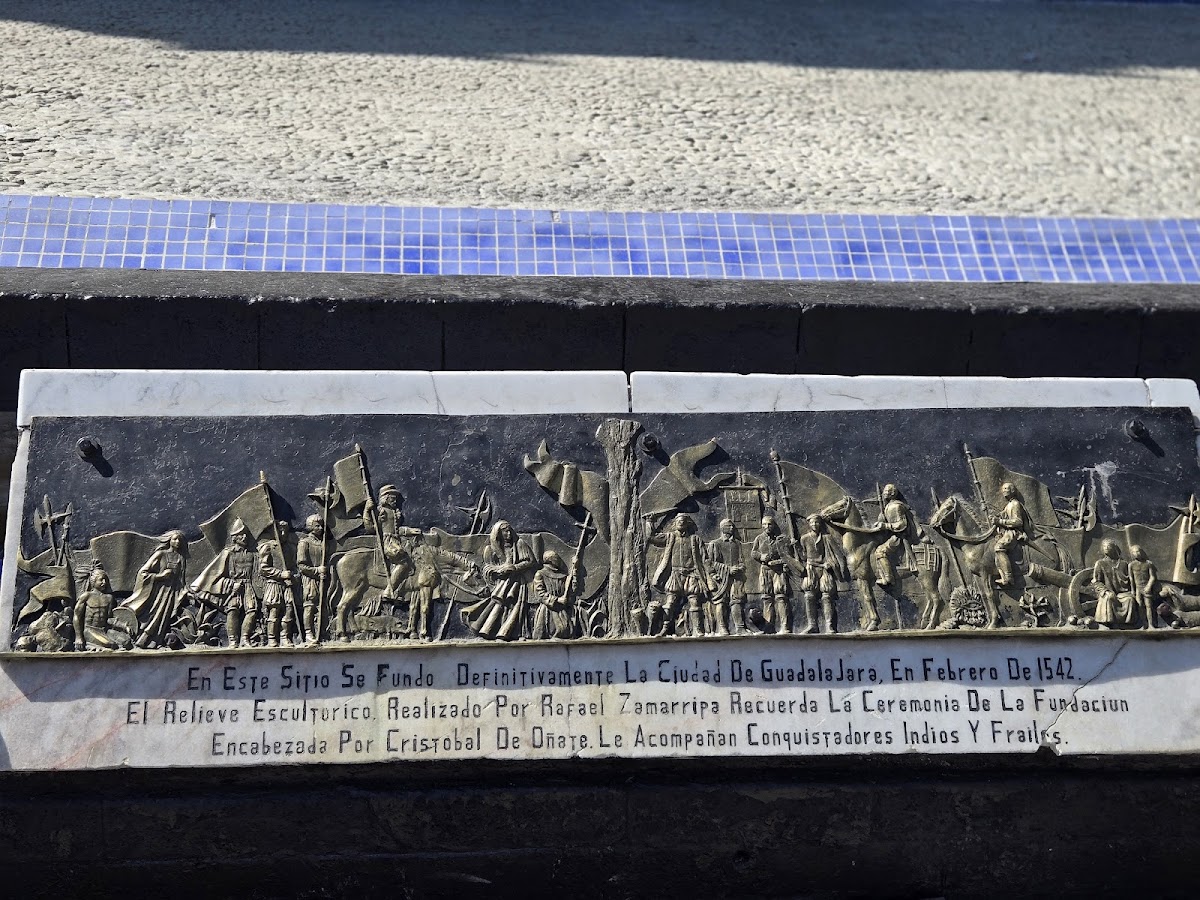 En Este Sitio Se Fundo Definitivamente La Ciudad De Guadalajara, En Febrero De 1542.
El Relieve Escultorico, Realizado Por Rafael Zamarripa Recuerda La Ceremonia De La Fundaciun
Encabezada Por Cristobal De Oñate. Le Acompañan Conquistadores Indios Y Frailes.